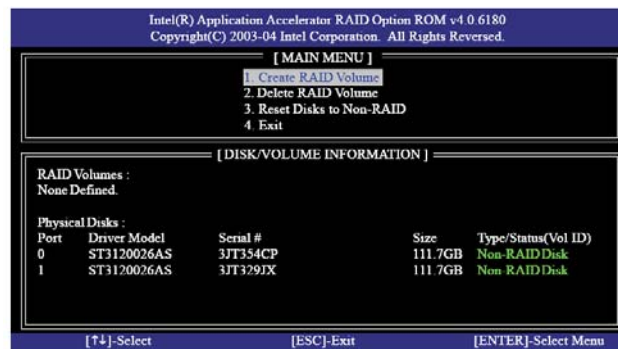 Intel(R) Application Accelerator RAID Option ROM v4.0.6180
Copyright(C) 2003-04 Intel Corporation. All Rights Reversed.
[ MAIN MENU ]
1. Create RAID Volume
2. Delete RAID Volume
3. Reset Disks to Non-RAID
4. Exit
[ DISK/VOLUME INFORMATION ]
RAID Volumes :
None Defined.
Physical Disks :
Port Driver Model Serial # Size Type/Status(Vol ID)
0 ST3120026AS 3JT354CP 111.7GB Non-RAID Disk
1 ST3120026AS 3JT329JX 111.7GB Non-RAID Disk
[↑↓]-Select [ESC]-Exit [ENTER]-Select Menu